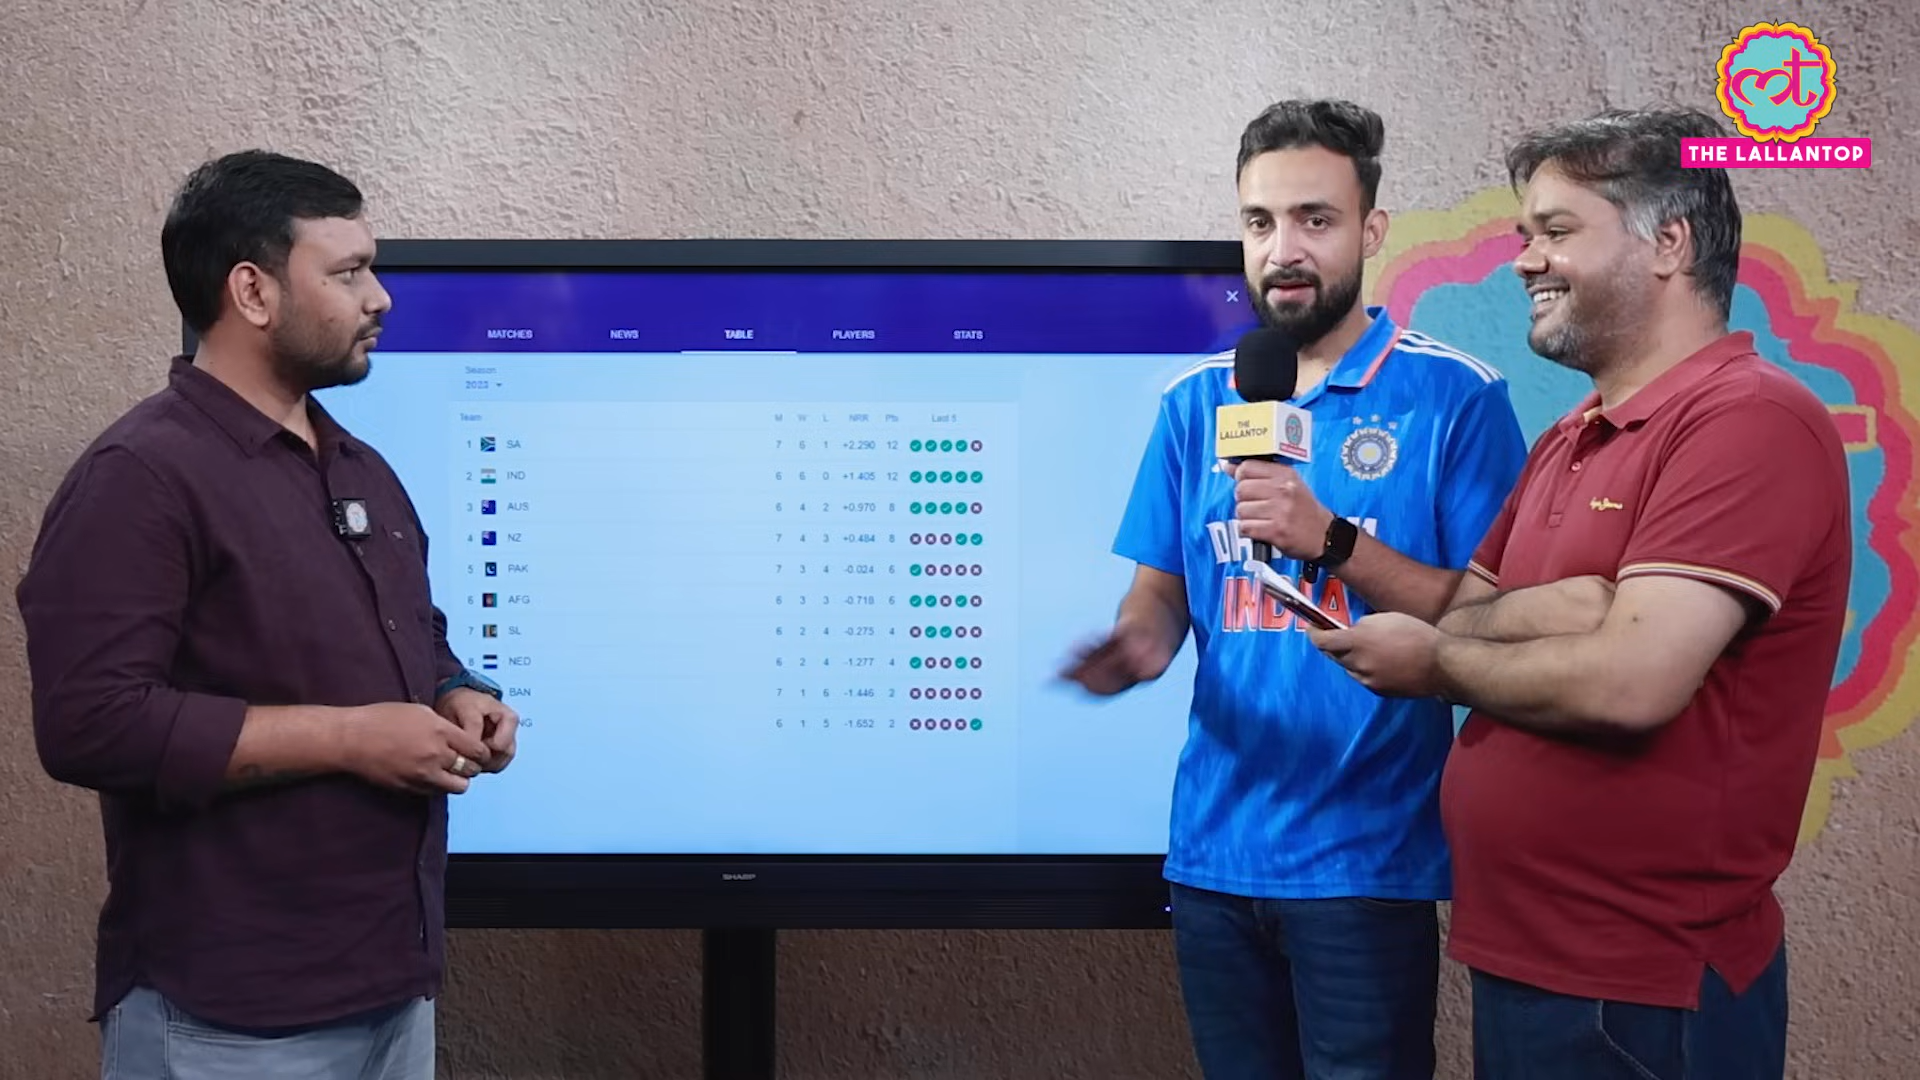 THE LALLANTOP
MATCHES NEWS TABLE PLAYERS STATS
Season
2023
Team M W L NRR Pts Last 5
1 SA 7 6 1 +2.290 12
2 IND 6 6 0 +1.405 12
3 AUS 6 4 2 +0.970 8
4 NZ 7 4 3 +0.484 8
5 PAK 7 3 4 -0.024 6
6 AFG 6 3 3 -0.718 6
7 SL 6 2 4 -0.275 4
8 NED 6 2 4 -1.277 4
BAN 7 1 6 -1.446 2
NG 6 1 5 -1.652 2
THE
LALLANTOP
INDIA
SHARP